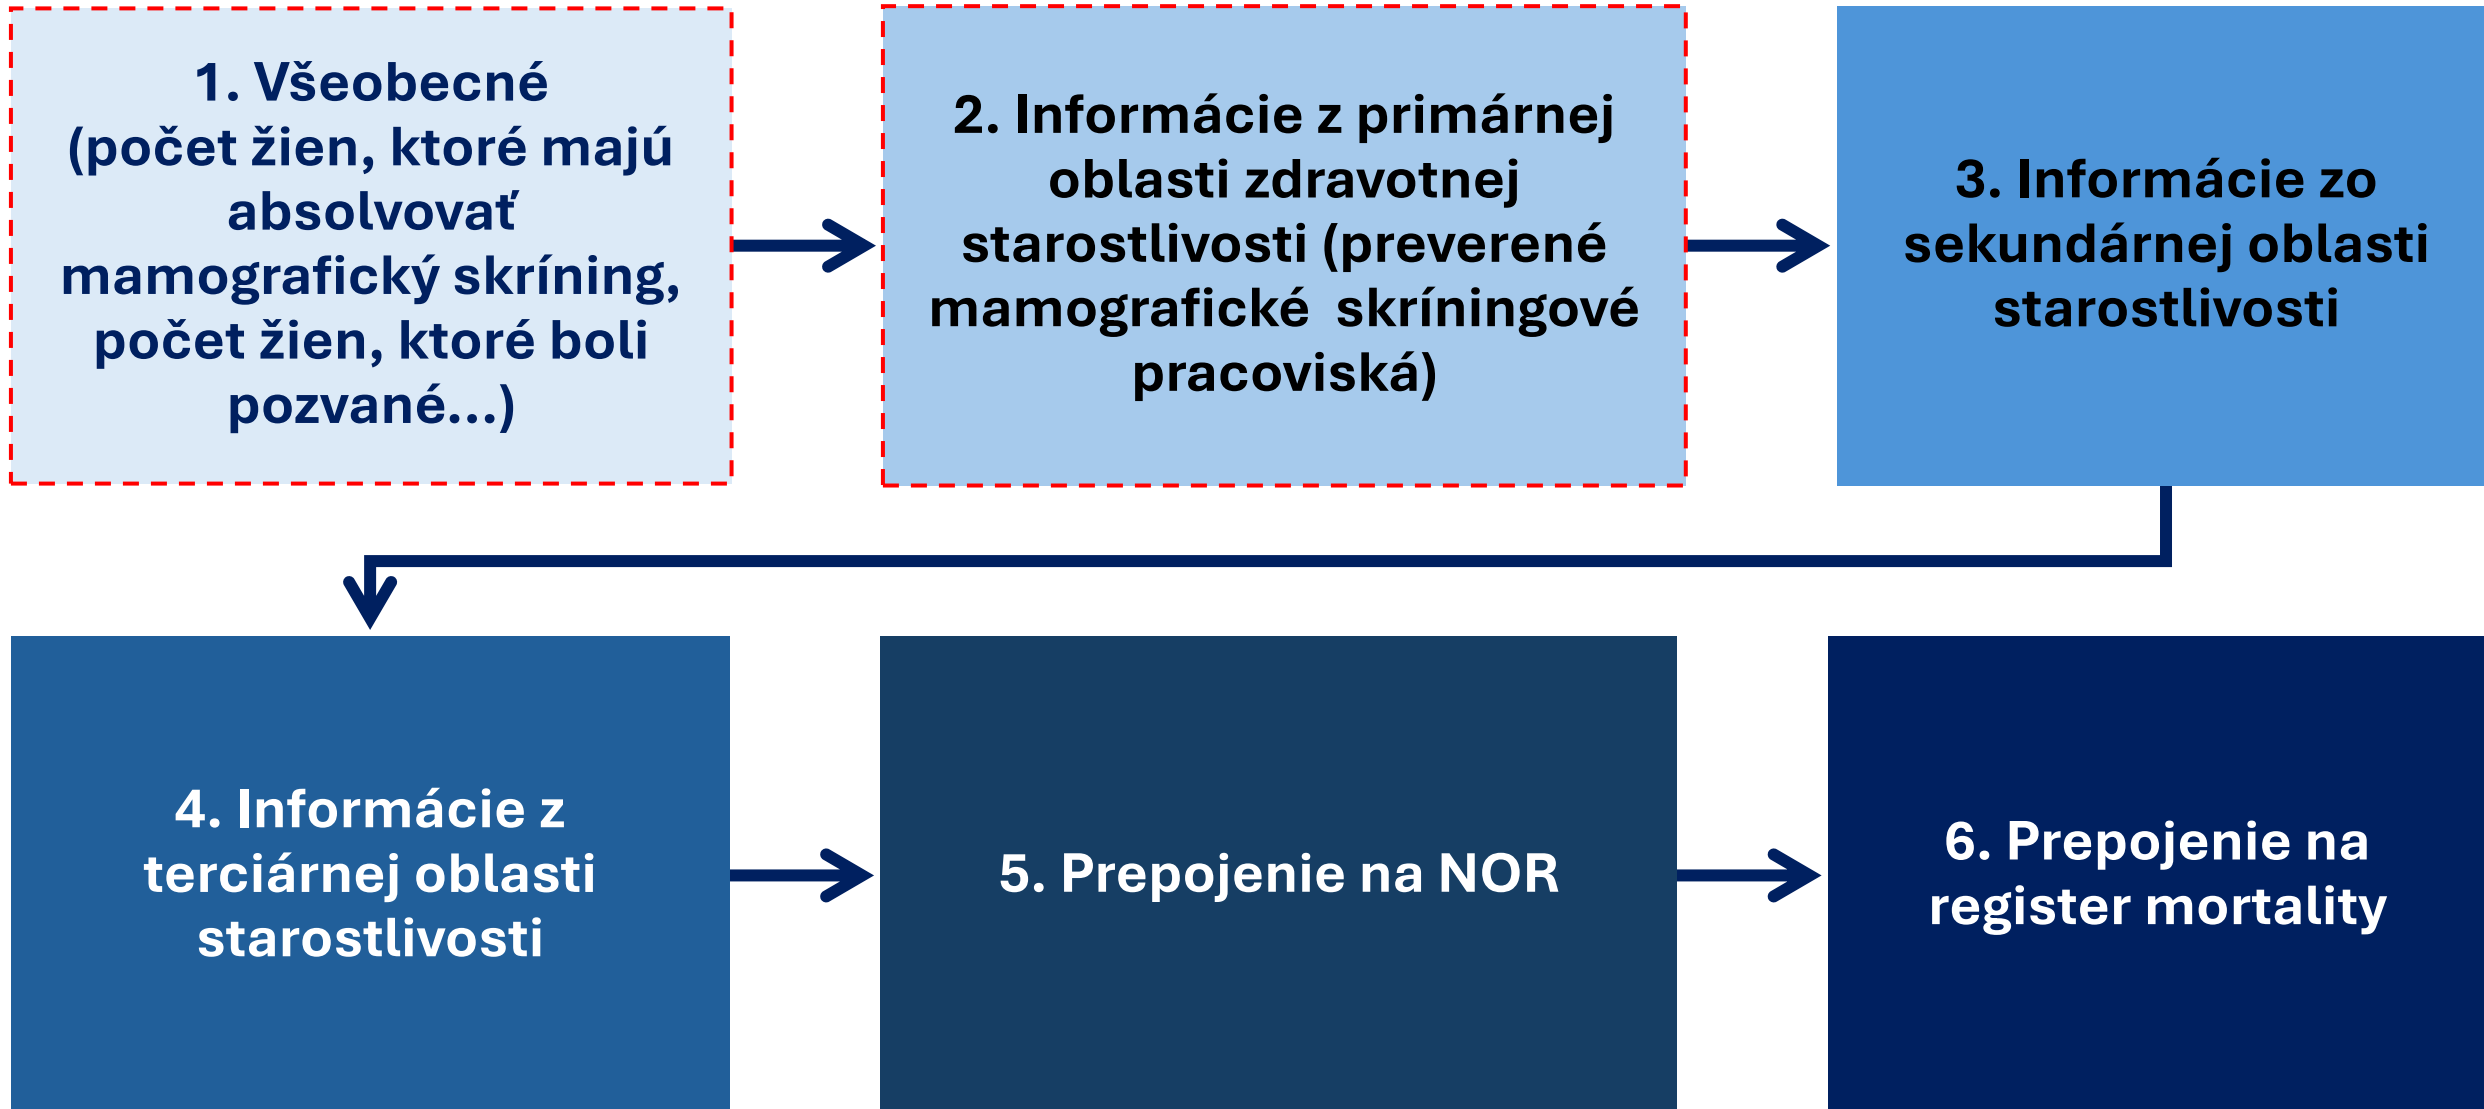 1. Všeobecné
(počet žien, ktoré majú
absolvovať
mamografický skríning,
počet žien, ktoré boli
pozvané...)
2. Informácie z primárnej
oblasti zdravotnej
starostlivosti (preverené
mamografické  skríningové
pracoviská)
3. Informácie zo
sekundárnej oblasti
starostlivosti
4. Informácie z
terciárnej oblasti
starostlivosti
5. Prepojenie na NOR
6. Prepojenie na
register mortality